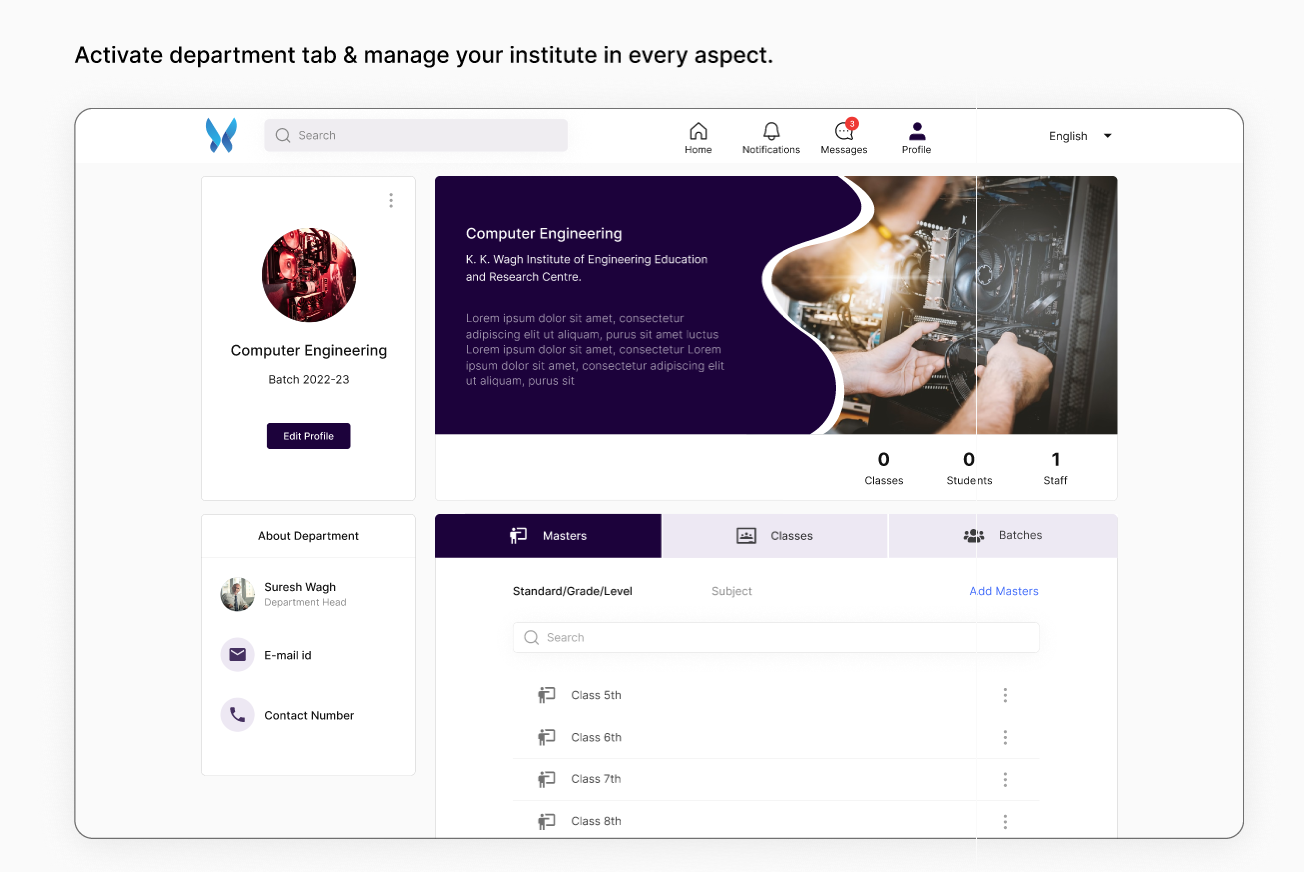 Activate department tab & manage your institute in every aspect.
Search
Home
Notifications
3
Messages
Profile
English
Computer Engineering
Batch 2022-23
Edit Profile
Computer Engineering
K. K. Wagh Institute of Engineering Education
and Research Centre.
Lorem ipsum dolor sit amet, consectetur
adipiscing elit ut aliquam, purus sit amet luctus
Lorem ipsum dolor sit amet, consectetur Lorem
ipsum dolor sit amet, consectetur adipiscing elit
ut aliquam, purus sit
0
Classes
0
Students
1
Staff
About Department
Suresh Wagh
Department Head
E-mail id
Contact Number
Masters
Classes
Batches
Standard/Grade/Level
Subject
Add Masters
Search
Class 5th
Class 6th
Class 7th
Class 8th